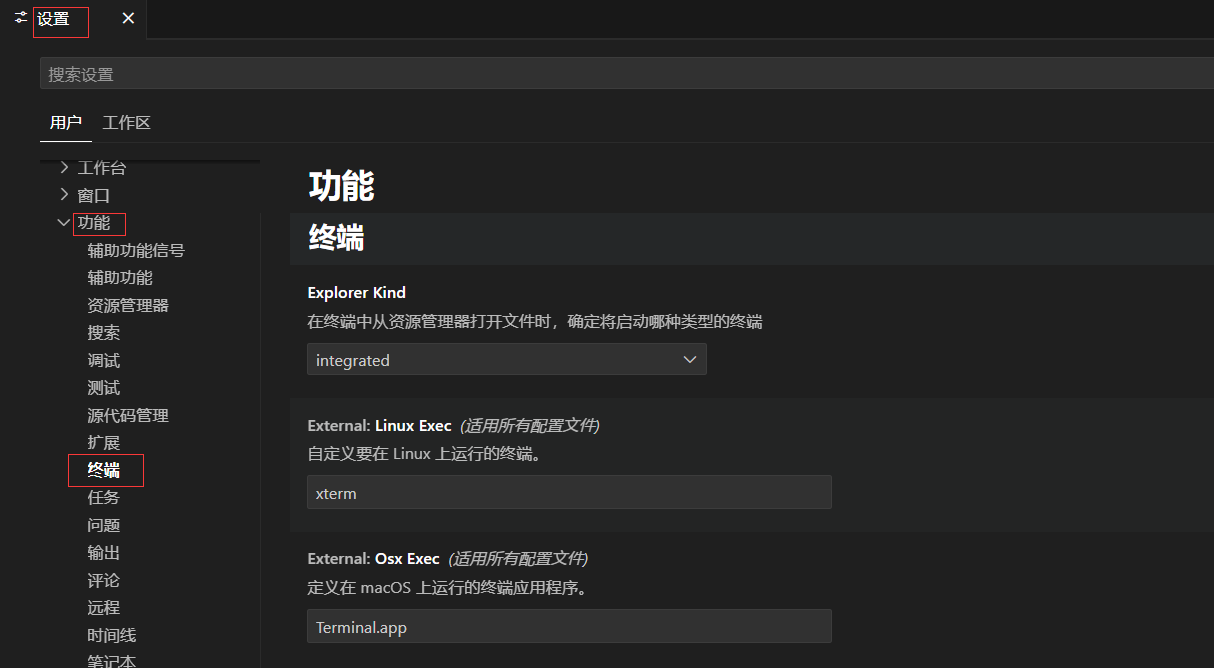 设置
搜索设置
用户 工作区
工作台
窗口
功能
辅助功能信号
辅助功能
资源管理器
搜索
调试
测试
源代码管理
扩展
终端
任务
问题
输出
评论
远程
时间线
笔记本
功能
终端
Explorer Kind
在终端中从资源管理器打开文件时，确定将启动哪种类型的终端
integrated
External: Linux Exec (适用所有配置文件)
自定义要在 Linux 上运行的终端。
xterm
External: Osx Exec (适用所有配置文件)
定义在 macOS 上运行的终端应用程序。
Terminal.app